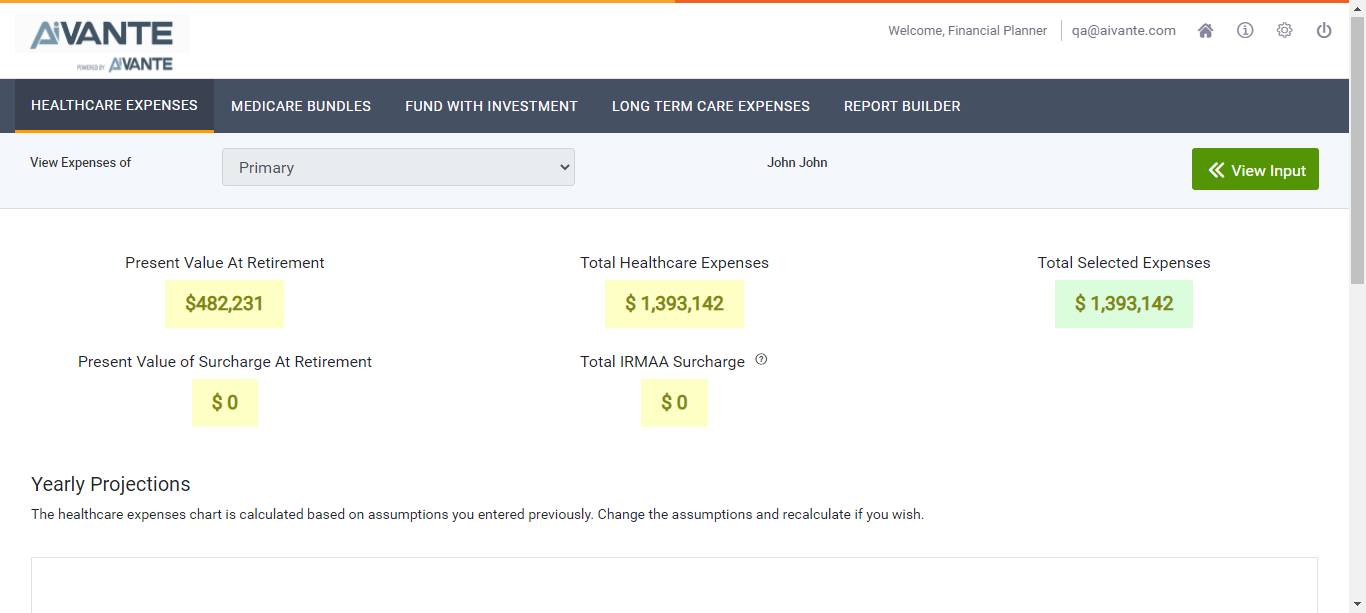 AiVANTE
POWERED BY AiVANTE
Welcome, Financial Planner qa@aivante.com
HEALTHCARE EXPENSES MEDICARE BUNDLES FUND WITH INVESTMENT LONG TERM CARE EXPENSES REPORT BUILDER
View Expenses of Primary John John View Input
Present Value At Retirement Total Healthcare Expenses Total Selected Expenses
$482,231 $ 1,393,142 $ 1,393,142
Present Value of Surcharge At Retirement Total IRMAA Surcharge ?
$ 0 $ 0
Yearly Projections
The healthcare expenses chart is calculated based on assumptions you entered previously. Change the assumptions and recalculate if you wish.